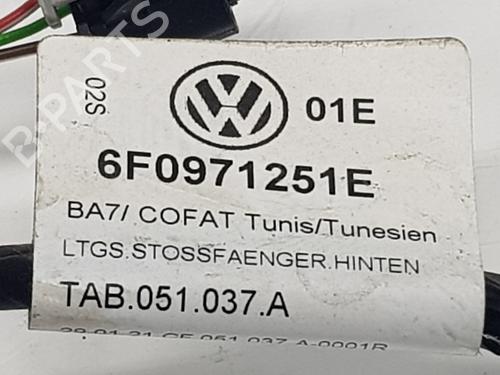 02S
01E
6F0971251E
BA7/ COFAT Tunis/Tunesien
LTGS.STOSSFAENGER.HINTEN
TAB.051.037.A
B-PARTS